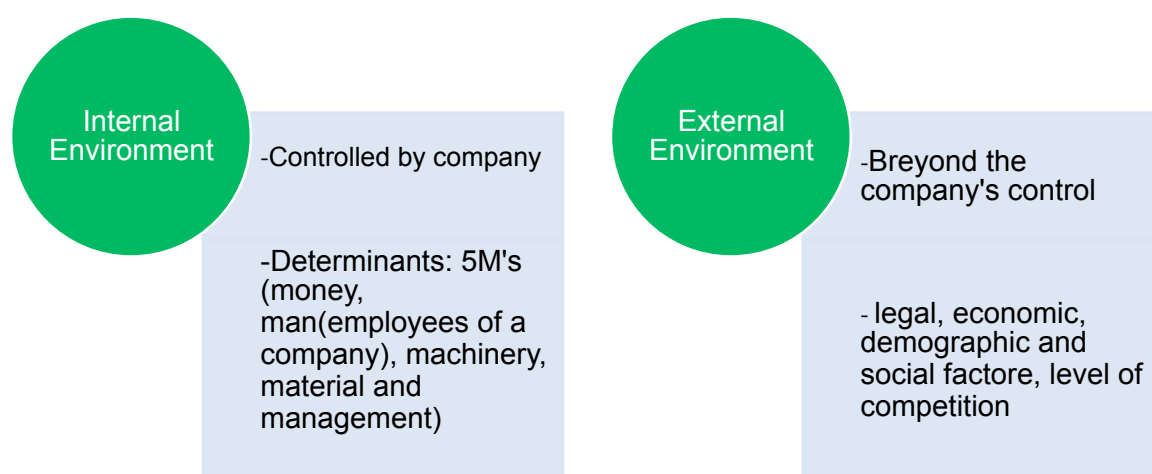 Internal
Environment
-Controlled by company
-Determinants: 5M's
(money,
man(employees of a
company), machinery,
material and
management)
External
Environment
-Breyond the
company's control
- legal, economic,
demographic and
social factore, level of
competition